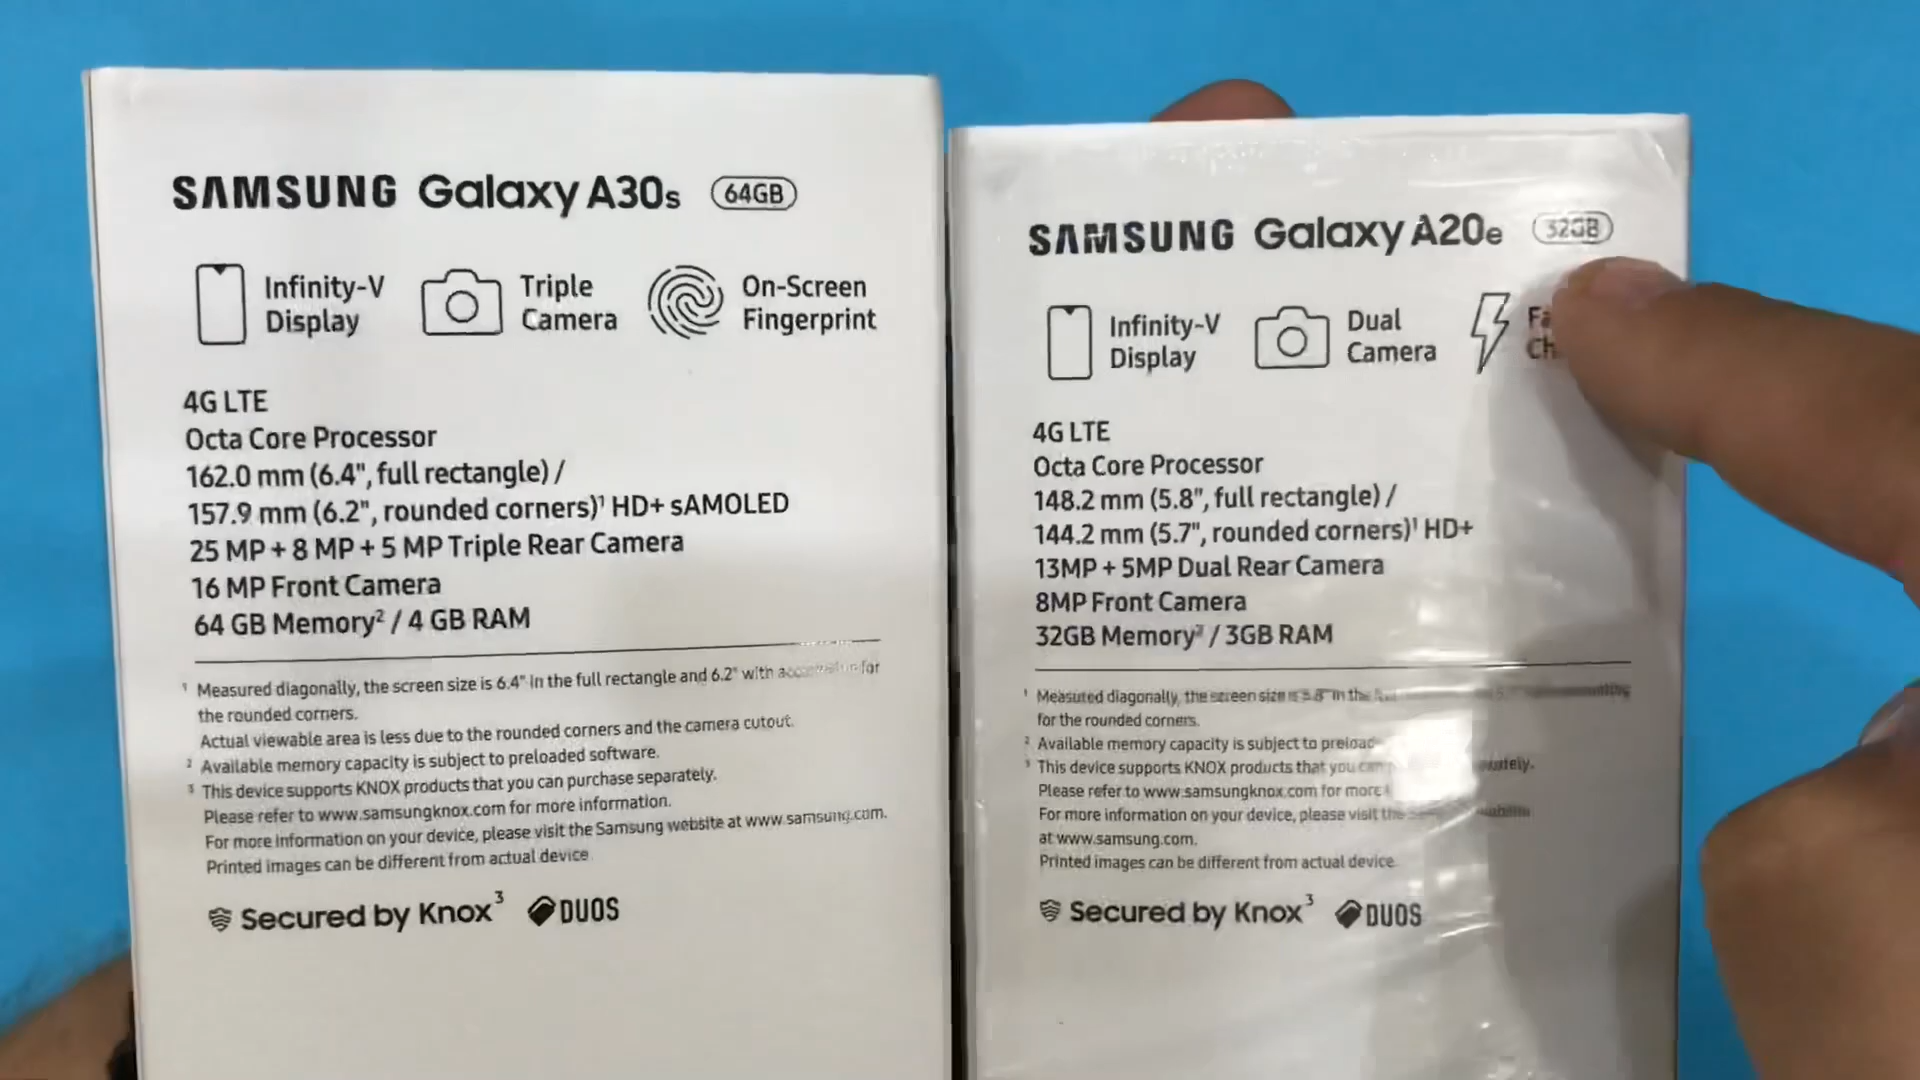 SAMSUNG Galaxy A30s 64GB
Infinity-V
Display
Triple
Camera
On-Screen
Fingerprint
4G LTE
Octa Core Processor
162.0 mm (6.4", full rectangle) /
157.9 mm (6.2", rounded corners)¹ HD+ sAMOLED
25 MP + 8 MP + 5 MP Triple Rear Camera
16 MP Front Camera
64 GB Memory² / 4 GB RAM
¹ Measured diagonally, the screen size is 6.4" in the full rectangle and 6.2" with for
the rounded corners.
Actual viewable area is less due to the rounded corners and the camera cutout.
² Available memory capacity is subject to preloaded software.
³ This device supports KNOX products that you can purchase separately.
Please refer to www.samsungknox.com for more information.
For more information on your device, please visit the Samsung website at www.samsung.com.
Printed images can be different from actual device.
Secured by Knox³ DUOS
SAMSUNG Galaxy A20e 32GB
Infinity-V
Display
Dual
Camera
4G LTE
Octa Core Processor
148.2 mm (5.8", full rectangle) /
144.2 mm (5.7", rounded corners)¹ HD+
13MP + 5MP Dual Rear Camera
8MP Front Camera
32GB Memory² / 3GB RAM
¹ Measured diagonally, the screen size is 5.8" in the
for the rounded corners.
² Available memory capacity is subject to
³ This device supports KNOX products that you can
Please refer to www.samsungknox.com for more
For more information on your device, please visit the
at www.samsung.com.
Printed images can be different from actual device.
Secured by Knox³ DUOS